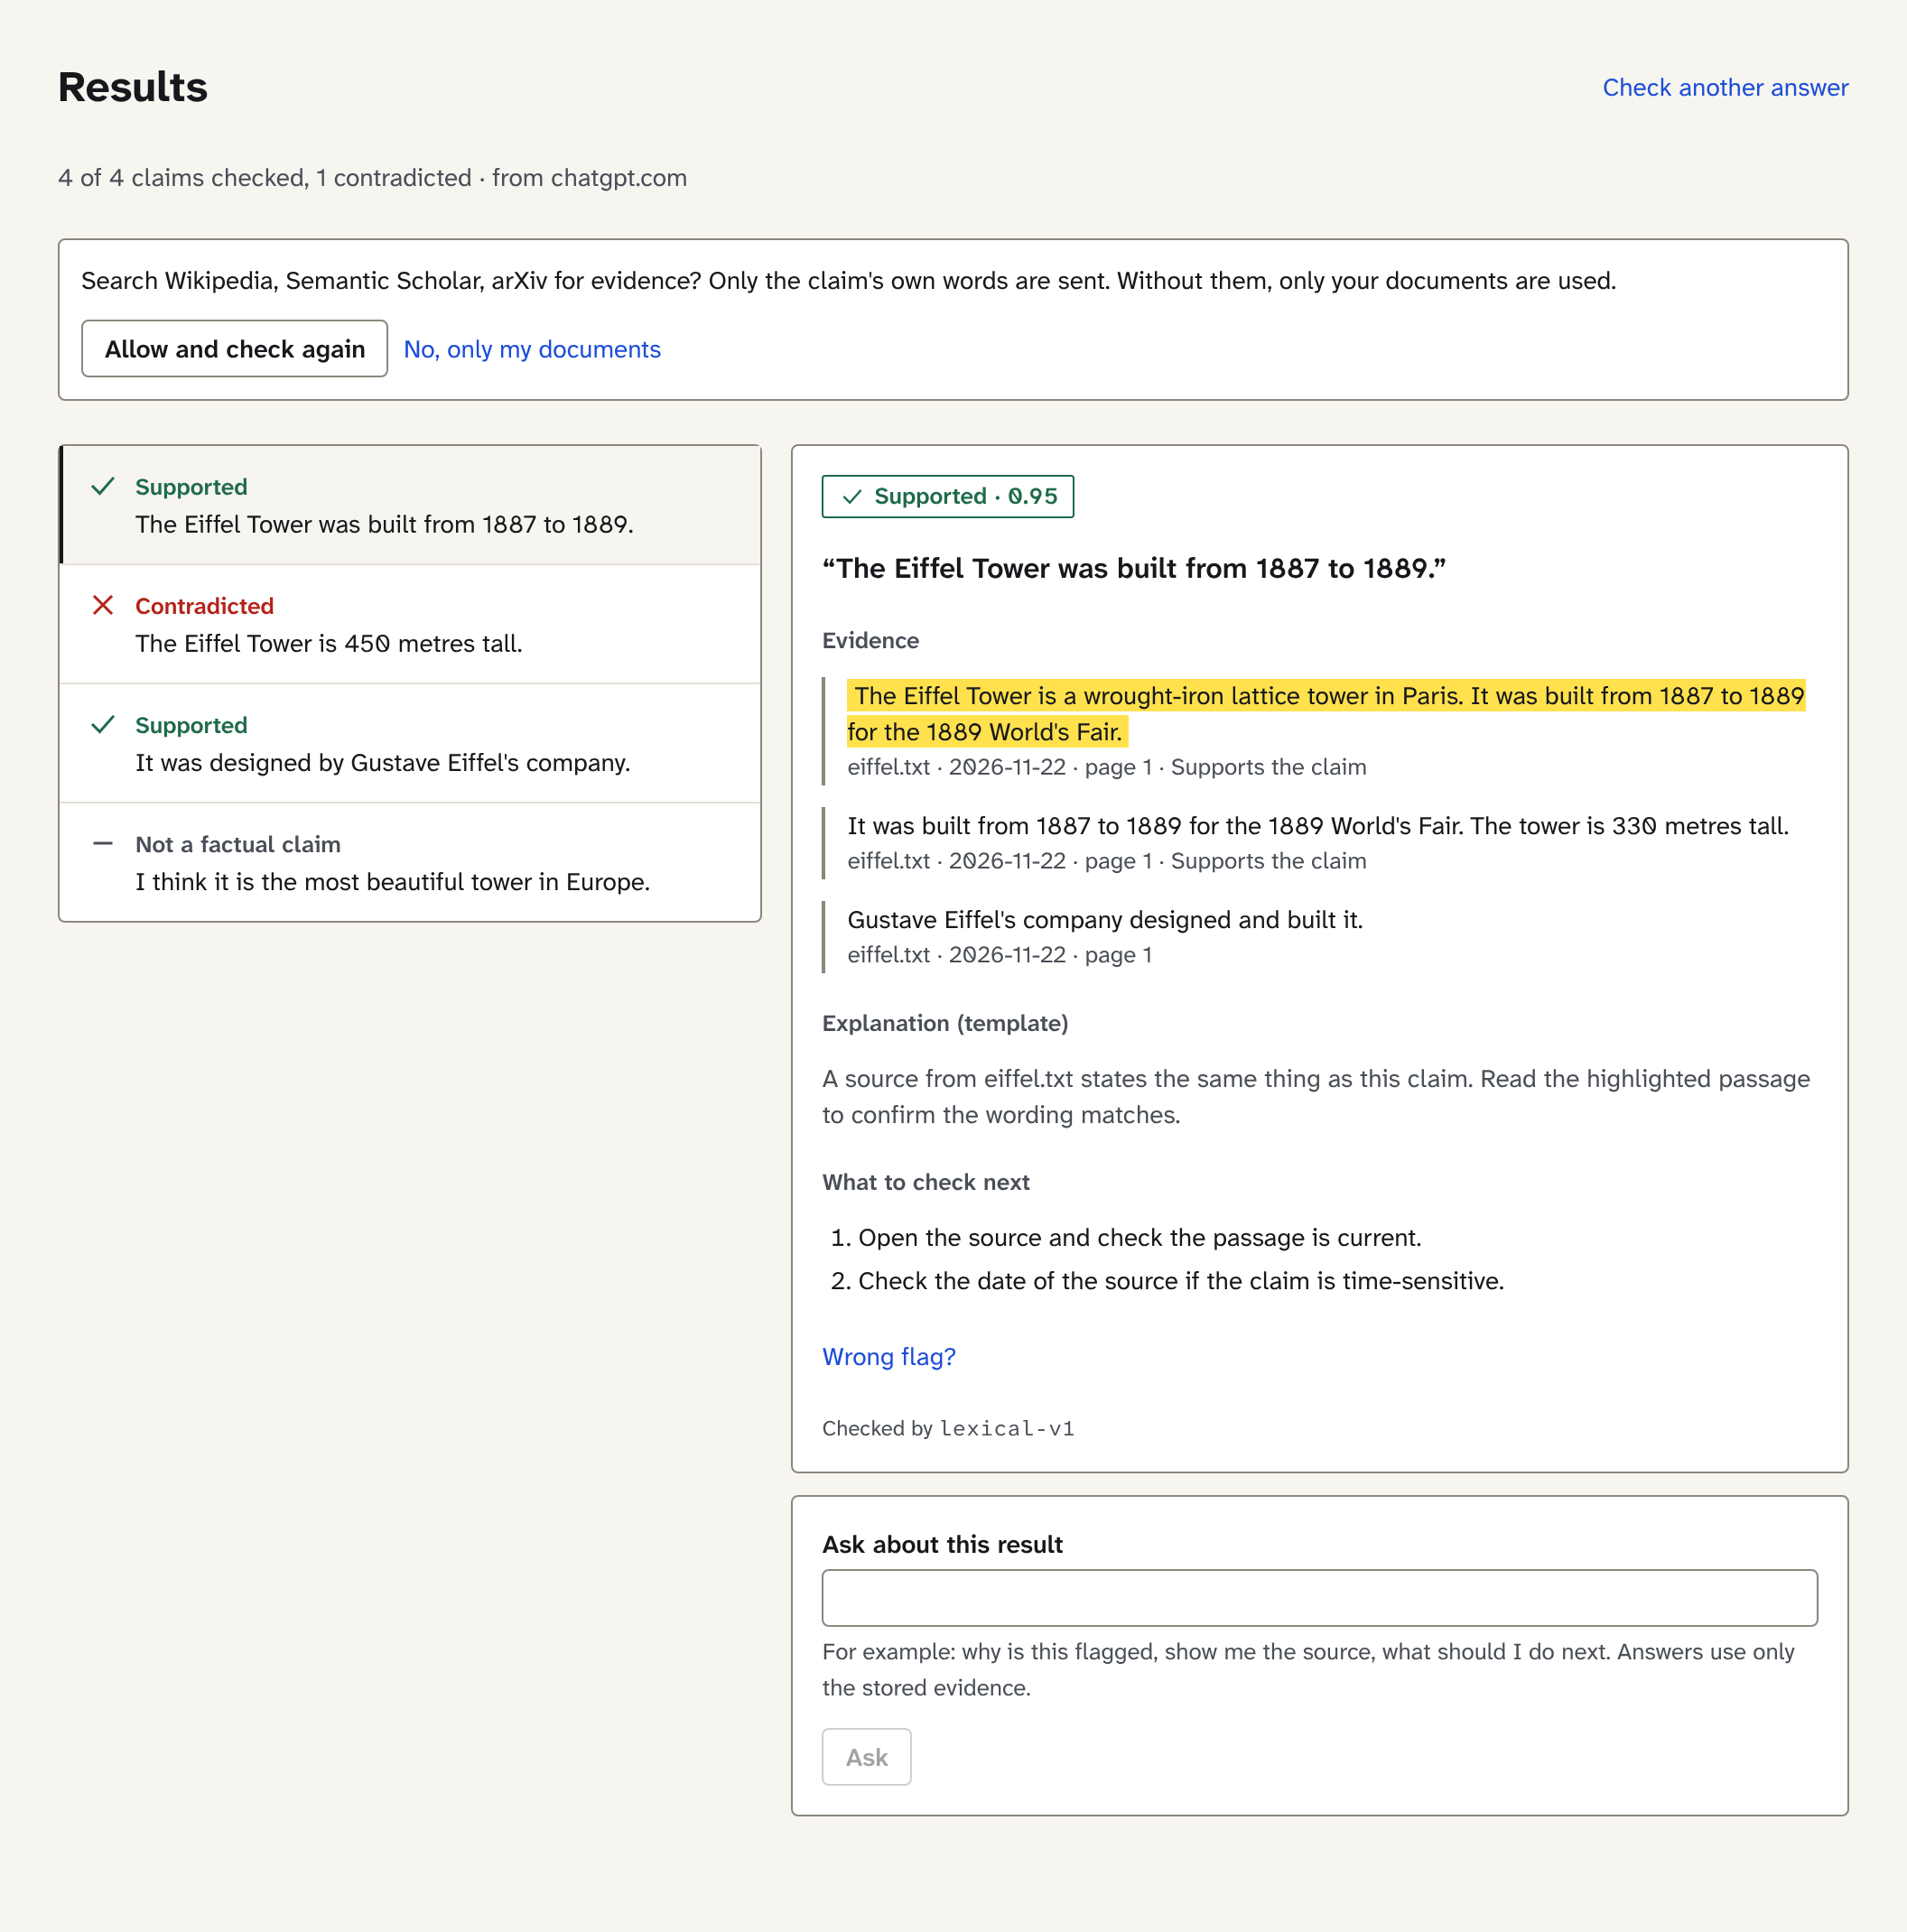 Results
Check another answer
4 of 4 claims checked, 1 contradicted · from chatgpt.com
Search Wikipedia, Semantic Scholar, arXiv for evidence? Only the claim's own words are sent. Without them, only your documents are used.
Allow and check again
No, only my documents
Supported
The Eiffel Tower was built from 1887 to 1889.
Contradicted
The Eiffel Tower is 450 metres tall.
Supported
It was designed by Gustave Eiffel's company.
Not a factual claim
I think it is the most beautiful tower in Europe.
Supported · 0.95
“The Eiffel Tower was built from 1887 to 1889.”
Evidence
The Eiffel Tower is a wrought-iron lattice tower in Paris. It was built from 1887 to 1889
for the 1889 World's Fair.
eiffel.txt · 2026-11-22 · page 1 · Supports the claim
It was built from 1887 to 1889 for the 1889 World's Fair. The tower is 330 metres tall.
eiffel.txt · 2026-11-22 · page 1 · Supports the claim
Gustave Eiffel's company designed and built it.
eiffel.txt · 2026-11-22 · page 1
Explanation (template)
A source from eiffel.txt states the same thing as this claim. Read the highlighted passage
to confirm the wording matches.
What to check next
1. Open the source and check the passage is current.
2. Check the date of the source if the claim is time-sensitive.
Wrong flag?
Checked by lexical-v1
Ask about this result
For example: why is this flagged, show me the source, what should I do next. Answers use only
the stored evidence.
Ask